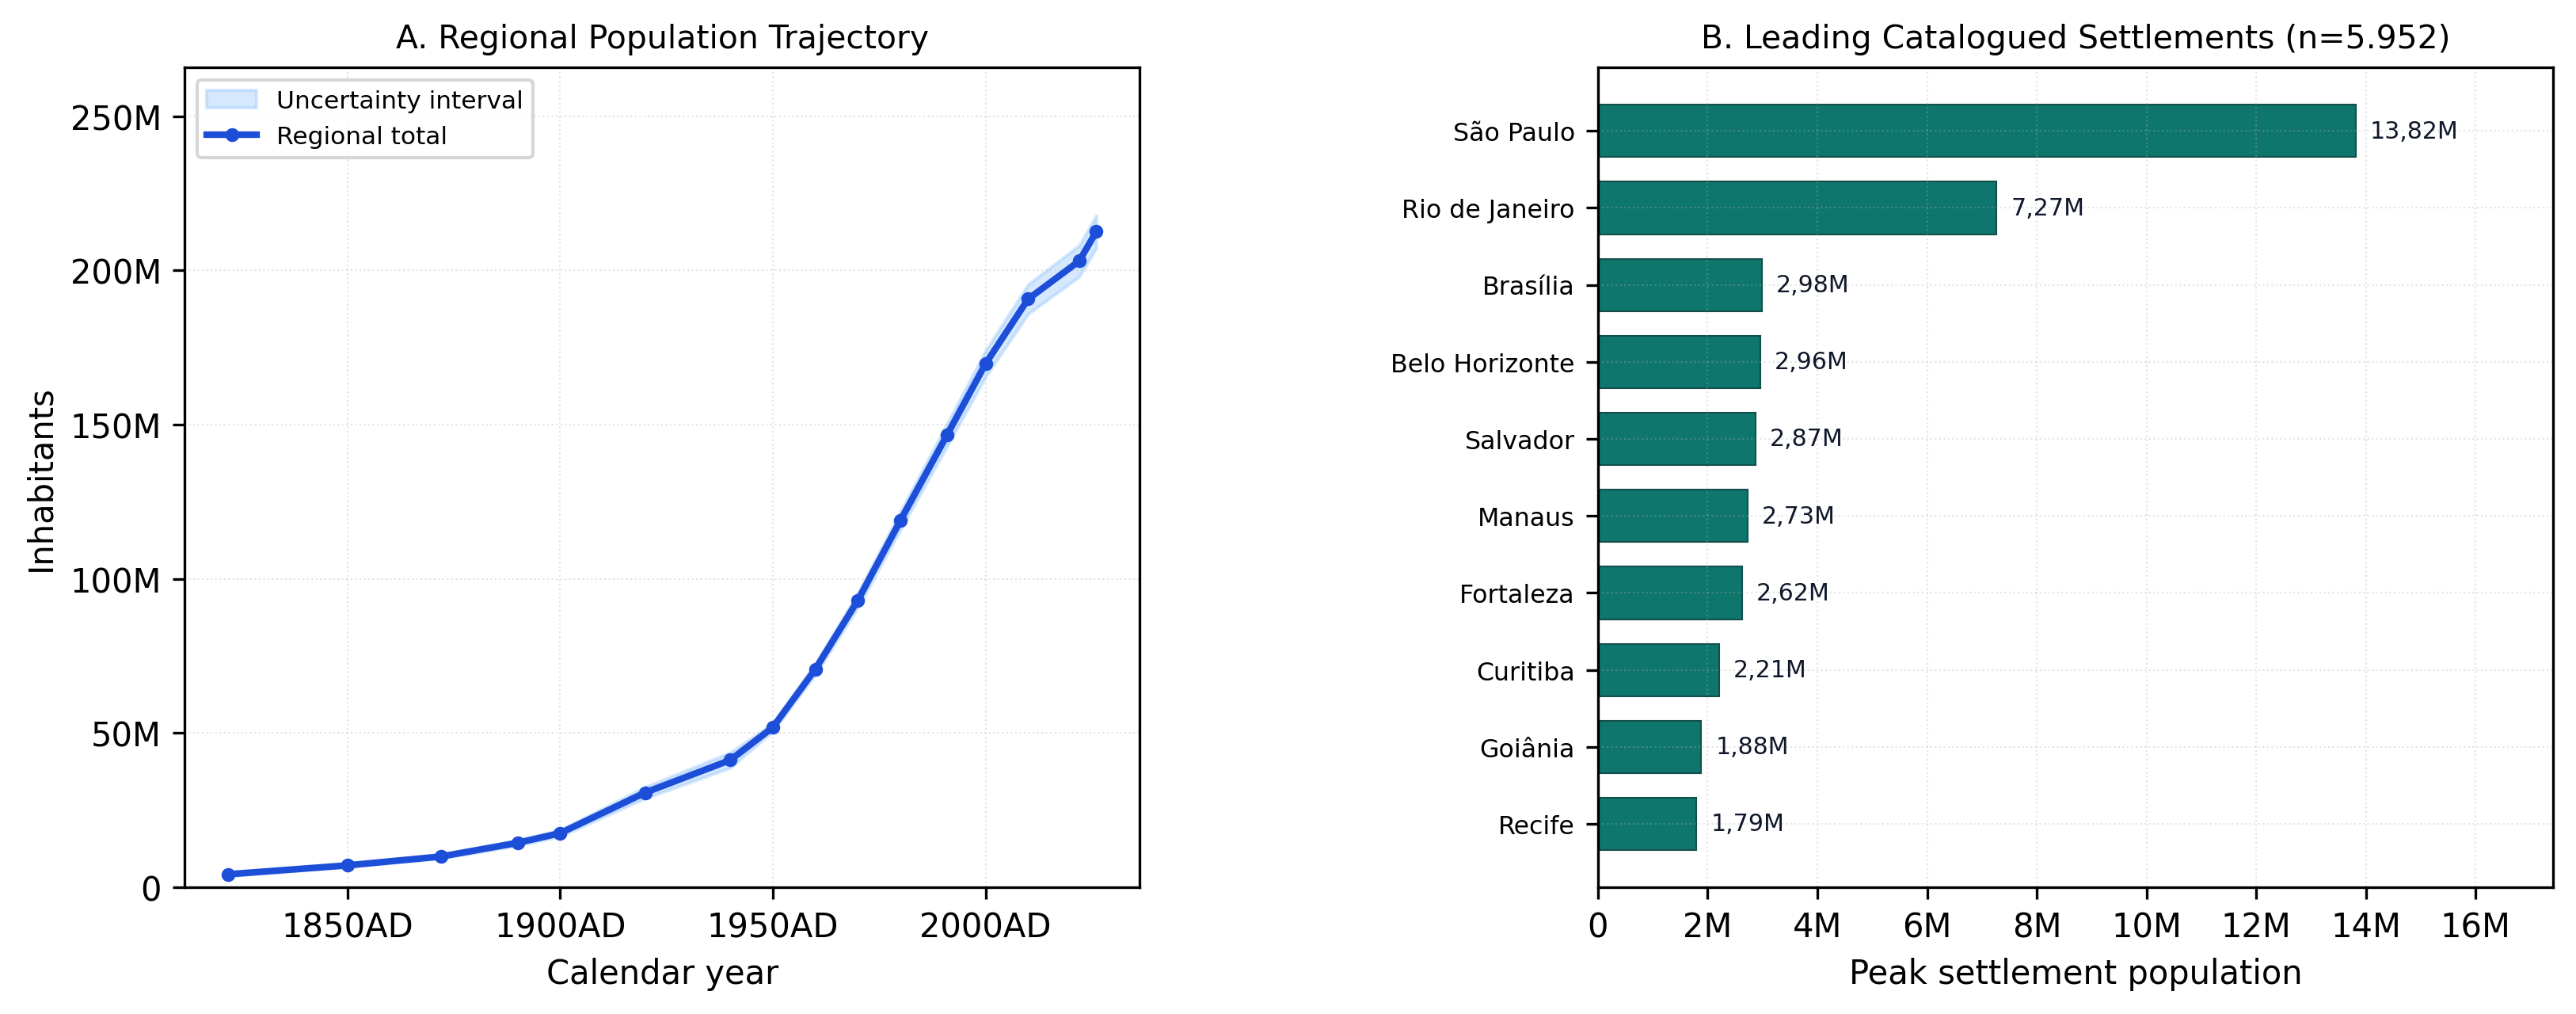 A. Regional Population Trajectory
Uncertainty interval
Regional total
250M
200M
150M
100M
50M
0
Inhabitants
1850AD
1900AD
1950AD
2000AD
Calendar year
B. Leading Catalogued Settlements (n=5.952)
São Paulo
13,82M
Rio de Janeiro
7,27M
Brasília
2,98M
Belo Horizonte
2,96M
Salvador
2,87M
Manaus
2,73M
Fortaleza
2,62M
Curitiba
2,21M
Goiânia
1,88M
Recife
1,79M
0
2M
4M
6M
8M
10M
12M
14M
16M
Peak settlement population